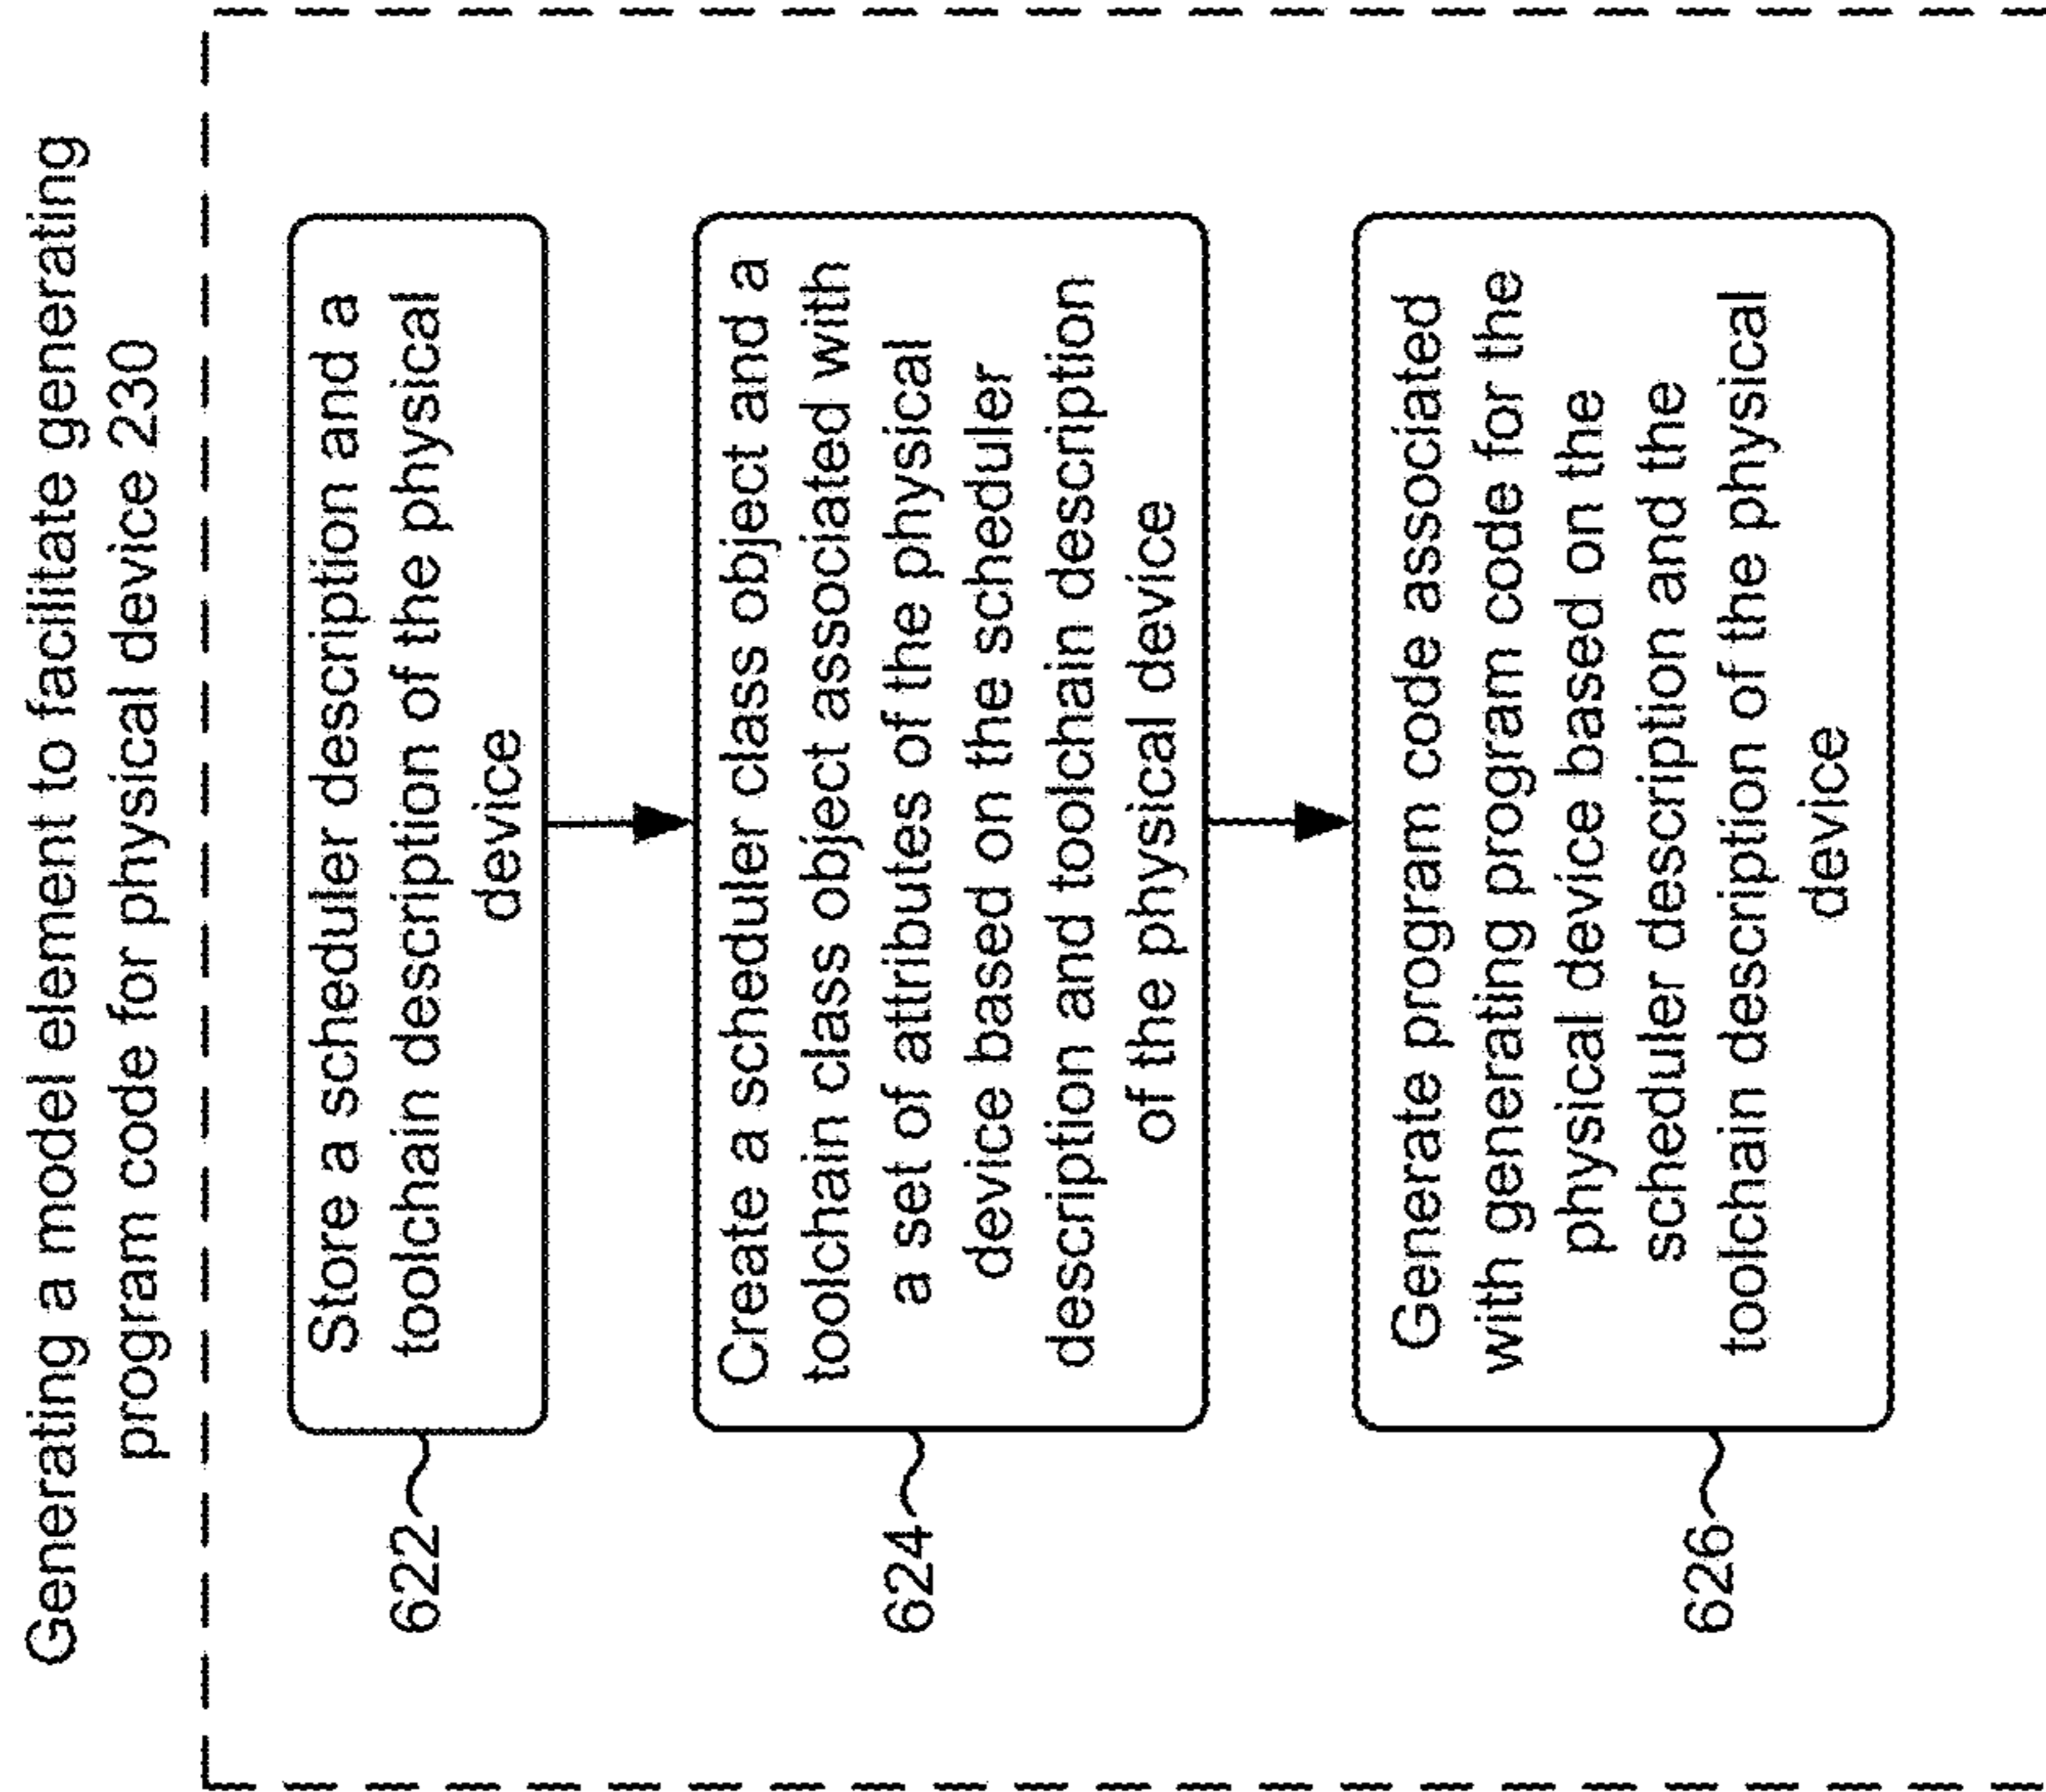 Generating a model element to facilitate generating
program code for physical device 230
Store a scheduler description and a
toolchain description of the physical
device
622
Create a scheduler class object and a
toolchain class object associated with
a set of attributes of the physical
device based on the scheduler
description and toolchain description
of the physical device
624
Generate program code associated
with generating program code for the
physical device based on the
scheduler description and the
toolchain description of the physical
device
626